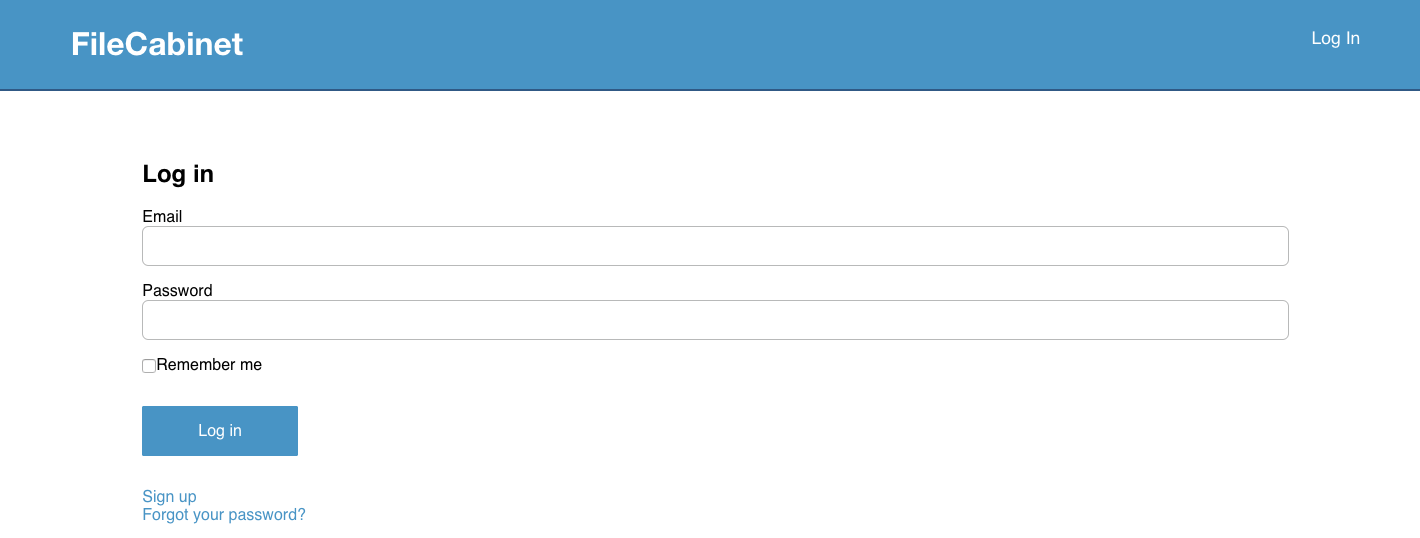 FileCabinet
Log In
Log in
Email
Password
Remember me
Log in
Sign up
Forgot your password?